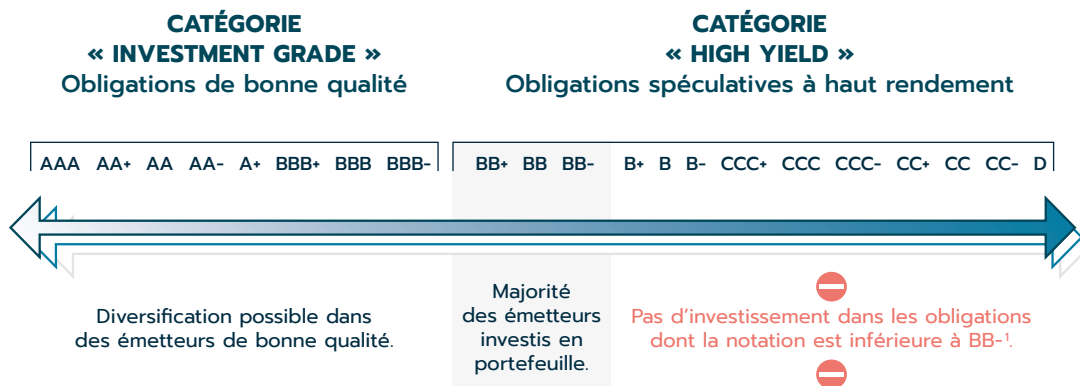 CATÉGORIE
« INVESTMENT GRADE »
Obligations de bonne qualité
CATÉGORIE
« HIGH YIELD »
Obligations spéculatives à haut rendement
AAA AA+ AA AA- A+ BBB+ BBB BBB-
BB+ BB BB- B+ B B- CCC+ CCC CCC- CC+ CC CC- D
Diversification possible dans
des émetteurs de bonne qualité.
Majorité
des émetteurs
investis en
portefeuille.
Pas d’investissement dans les obligations
dont la notation est inférieure à BB-¹.